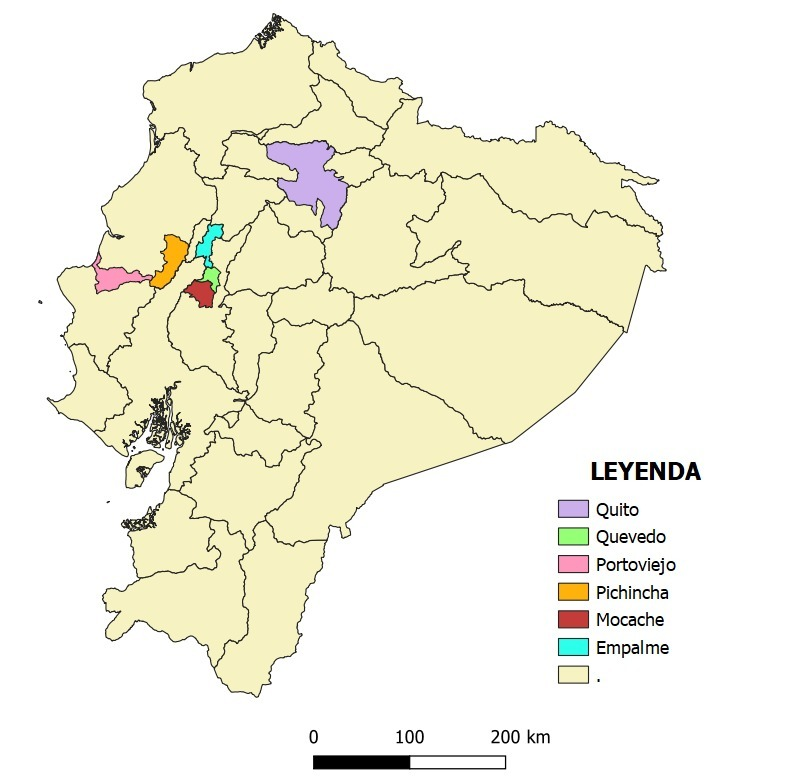 LEYENDA
Quito
Quevedo
Portoviejo
Pichincha
Mocache
Empalme
.
0 100 200 km